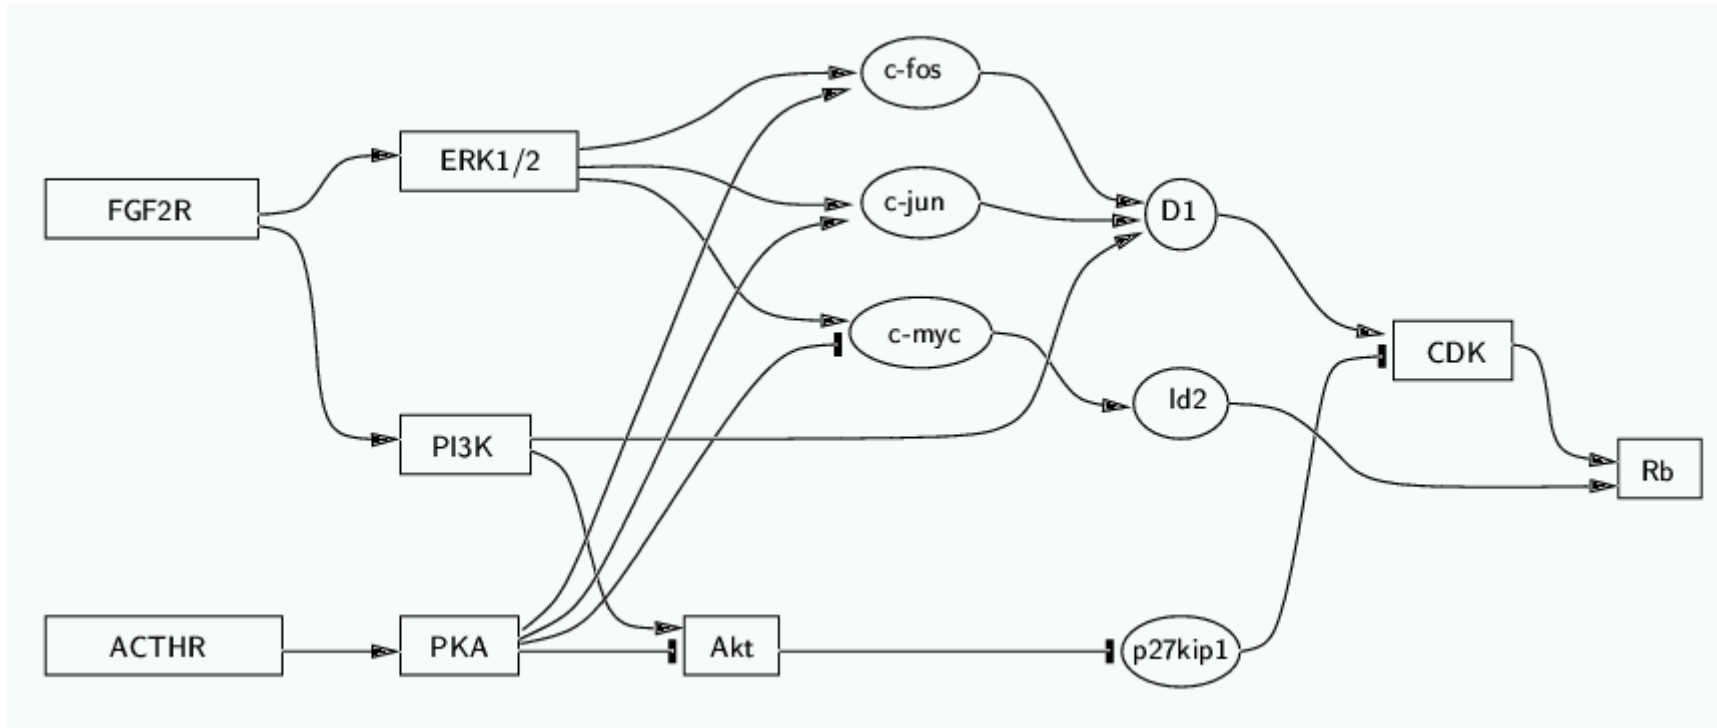 c-fos
ERK1/2
FGF2R
c-jun
D1
c-myc
CDK
Id2
PI3K
Rb
ACTHR
PKA
Akt
p27kip1